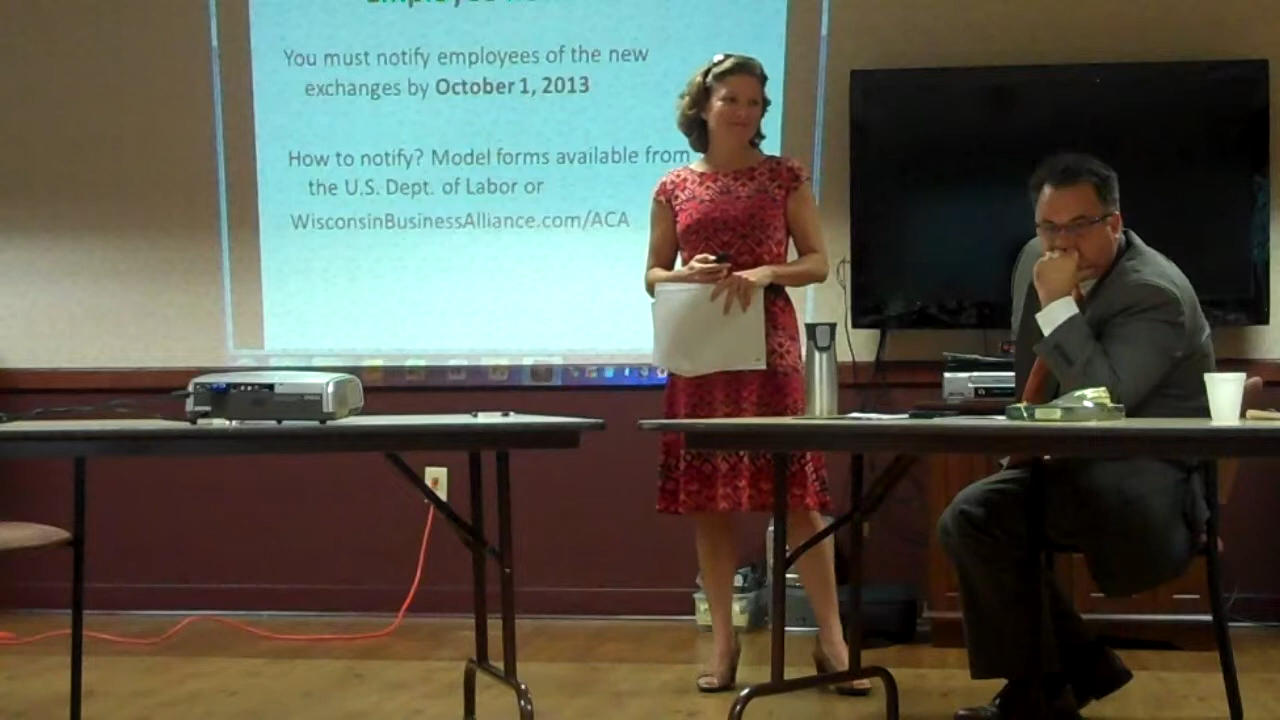 You must notify employees of the new
exchanges by October 1, 2013
How to notify? Model forms available from
the U.S. Dept. of Labor or
WisconsinBusinessAlliance.com/ACA